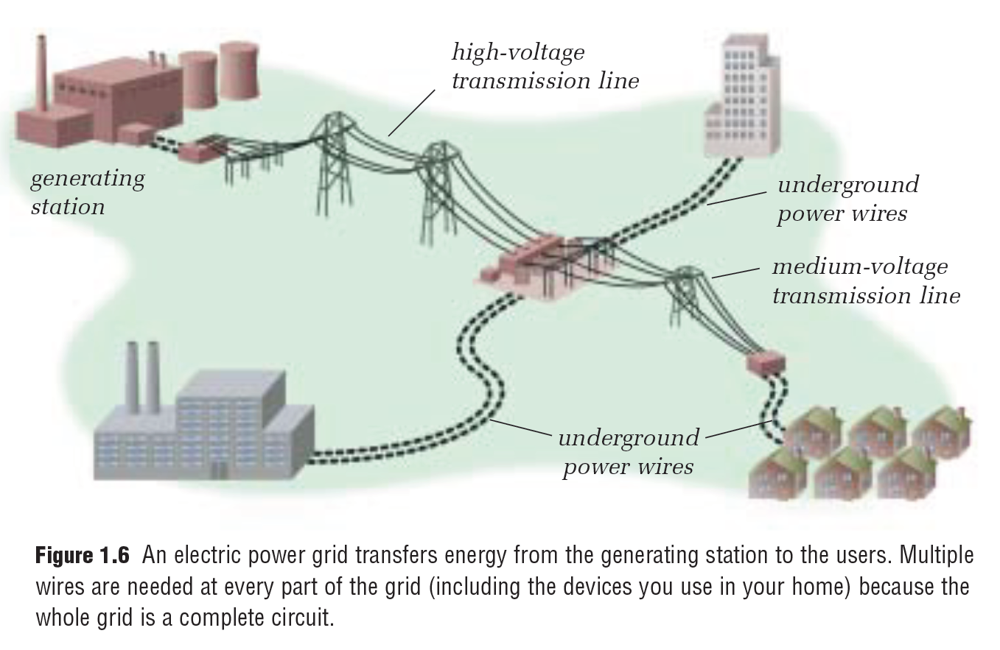 high-voltage
transmission line
generating
station
underground
power wires
medium-voltage
transmission line
underground
power wires
Figure 1.6 An electric power grid transfers energy from the generating station to the users. Multiple
wires are needed at every part of the grid (including the devices you use in your home) because the
whole grid is a complete circuit.